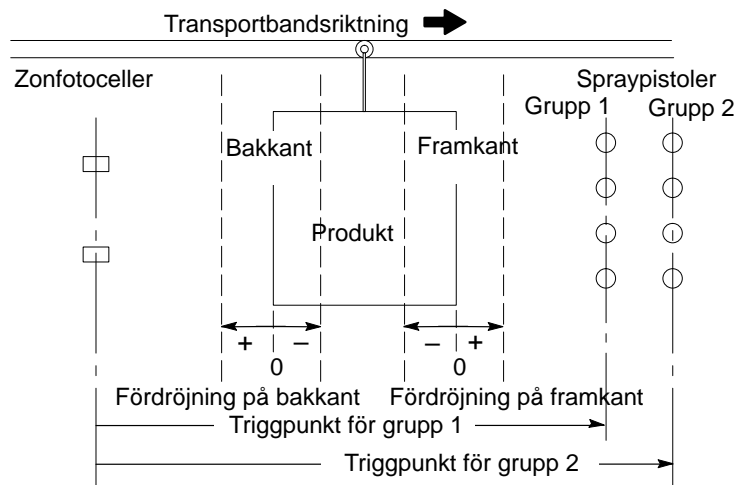 Transportbandsriktning
Zonfotoceller
Spraypistoler
Grupp 1
Grupp 2
Bakkant
Framkant
Produkt
+ – – +
0 0
Fördröjning på bakkant Fördröjning på framkant
Triggpunkt för grupp 1
Triggpunkt för grupp 2